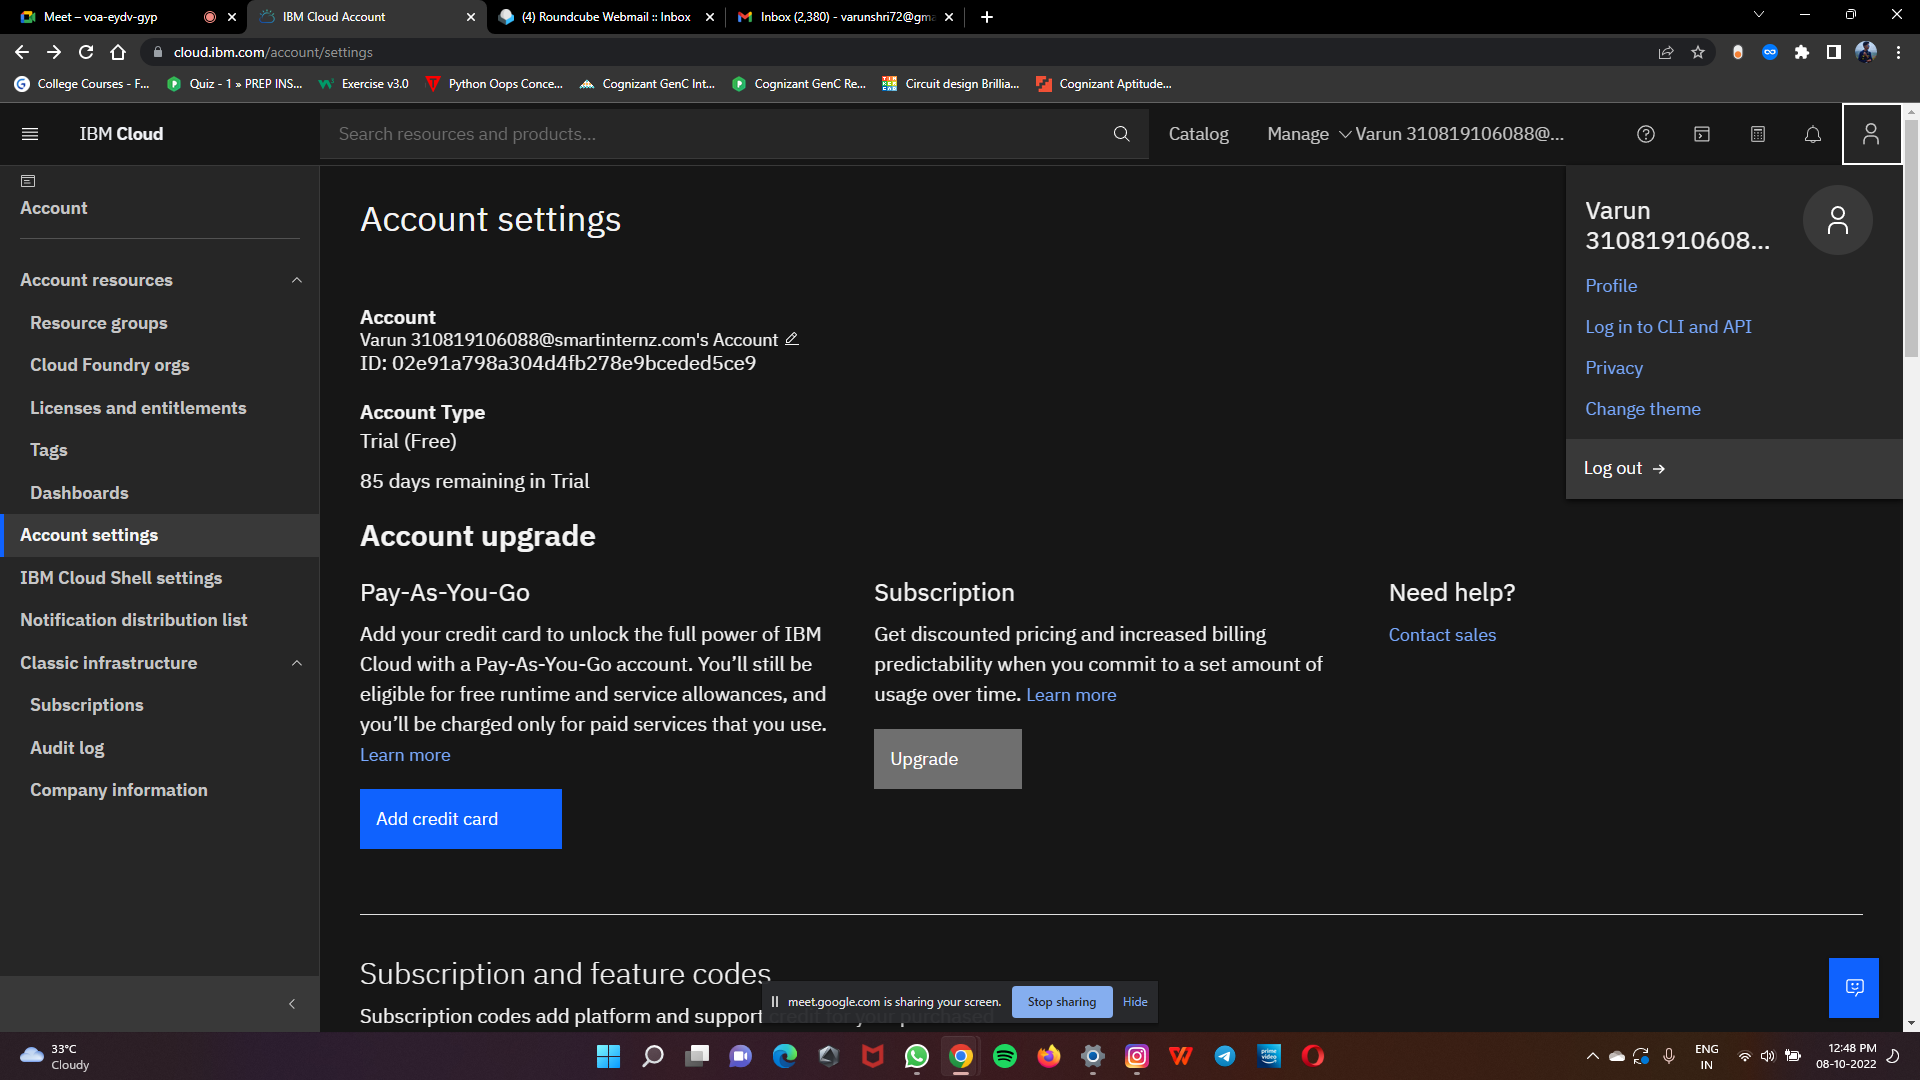 Meet – voa-eydv-gyp
IBM Cloud Account
(4) Roundcube Webmail :: Inbox
Inbox (2,380) - varunshri72@gma
cloud.ibm.com/account/settings
College Courses - F...
Quiz - 1 » PREP INS...
Exercise v3.0
Python Oops Conce...
Cognizant GenC Int...
Cognizant GenC Re...
Circuit design Brillia...
Cognizant Aptitude...
IBM Cloud
Search resources and products...
Catalog
Manage
Varun 310819106088@...
Account
Account resources
Resource groups
Cloud Foundry orgs
Licenses and entitlements
Tags
Dashboards
Account settings
IBM Cloud Shell settings
Notification distribution list
Classic infrastructure
Subscriptions
Audit log
Company information
Account settings
Account
Varun 310819106088@smartinternz.com's Account
ID: 02e91a798a304d4fb278e9bceded5ce9
Account Type
Trial (Free)
85 days remaining in Trial
Account upgrade
Pay-As-You-Go
Add your credit card to unlock the full power of IBM
Cloud with a Pay-As-You-Go account. You’ll still be
eligible for free runtime and service allowances, and
you’ll be charged only for paid services that you use.
Learn more
Add credit card
Subscription
Get discounted pricing and increased billing
predictability when you commit to a set amount of
usage over time. Learn more
Upgrade
Need help?
Contact sales
Varun
31081910608...
Profile
Log in to CLI and API
Privacy
Change theme
Log out →
Subscription and feature codes
Subscription codes add platform and support credit for your purchased
meet.google.com is sharing your screen.
Stop sharing
Hide
33°C
Cloudy
prime video
ENG
IN
12:48 PM
08-10-2022